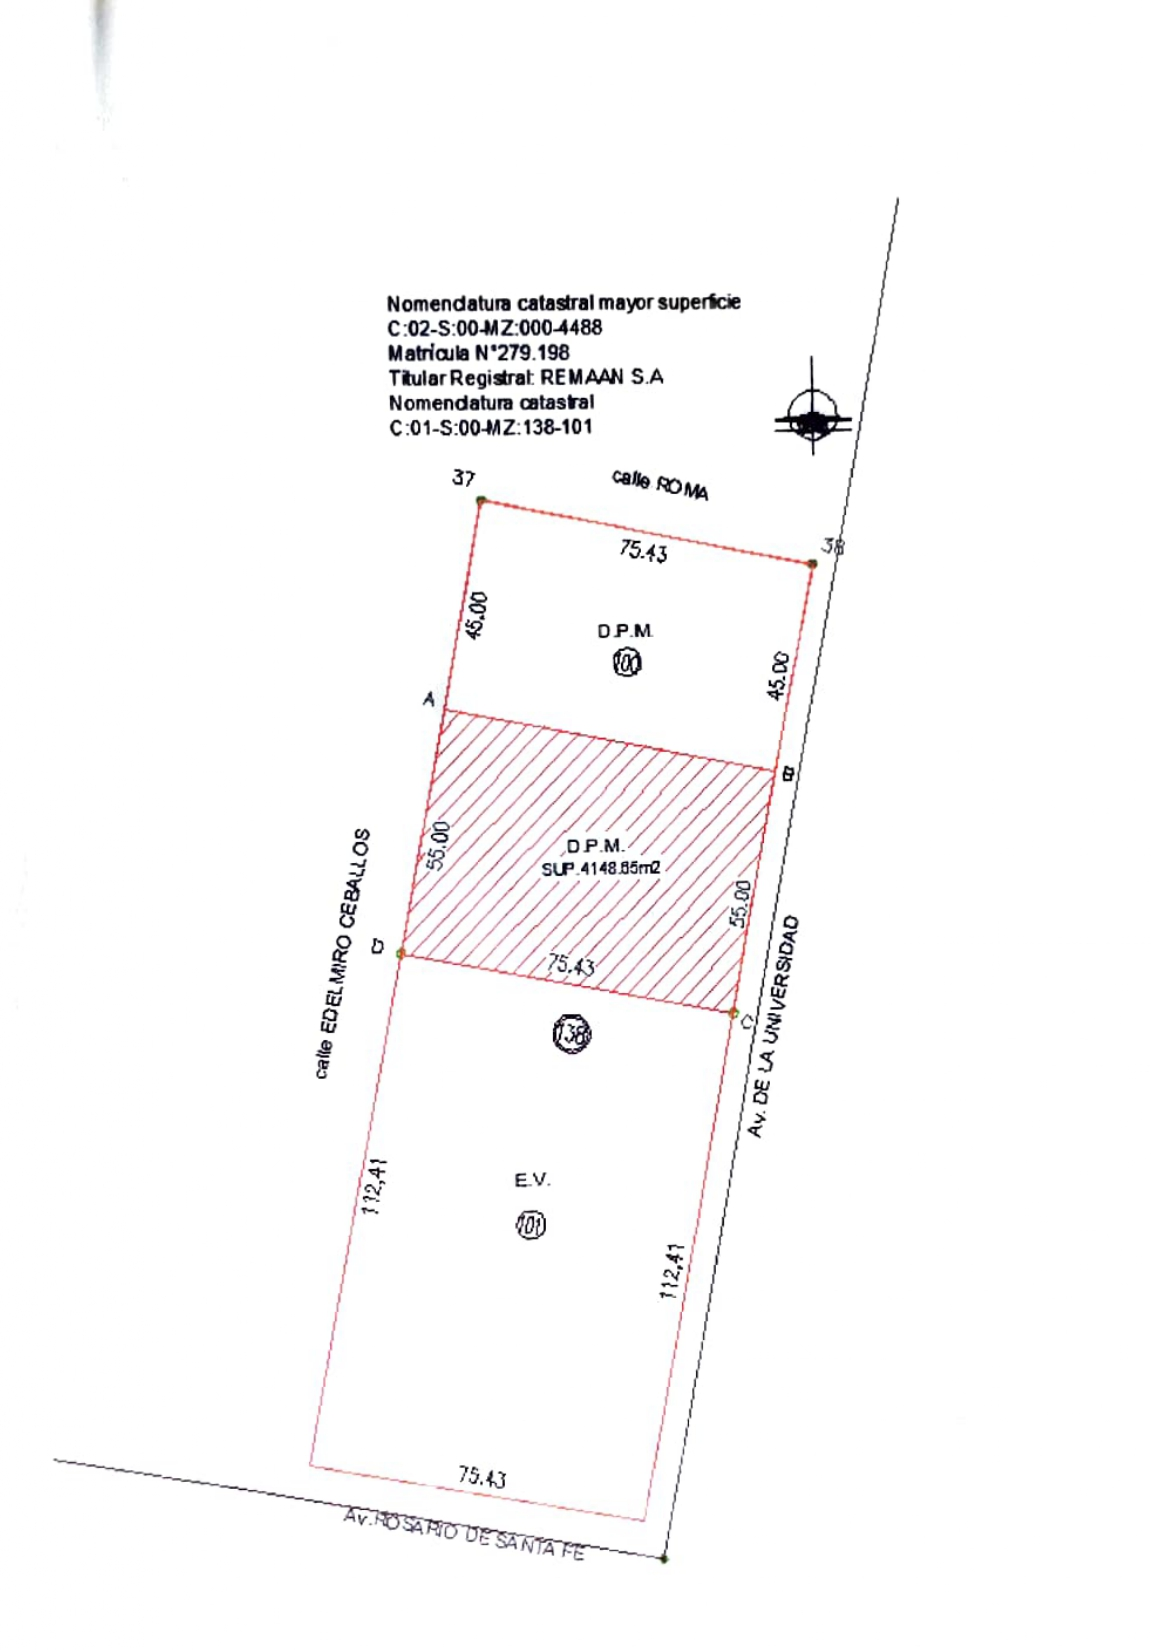 Nomenclatura catastral mayor superficie
C:02-S:00-MZ:000-4488
Matrícula N°279.198
Titular Registral: REMAAN S.A
Nomenclatura catastral
C:01-S:00-MZ:138-101
37
calle ROMA
38
75.43
45.00
D.P.M.
100
45.00
A
B
55.00
D.P.M.
SUP.4148.65m2
55.00
calle EDELMIRO CEBALLOS
D
75.43
C
138
Av. DE LA UNIVERSIDAD
112,41
E.V.
101
112,41
75.43
Av.ROSARIO DE SANTA FE